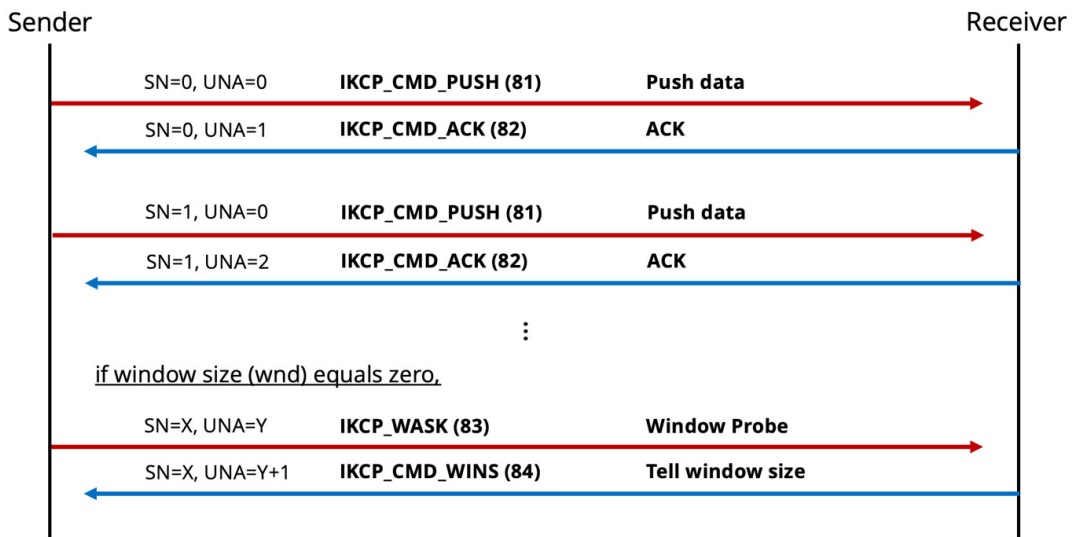 Sender Receiver
SN=0, UNA=0 IKCP_CMD_PUSH (81) Push data
SN=0, UNA=1 IKCP_CMD_ACK (82) ACK
SN=1, UNA=0 IKCP_CMD_PUSH (81) Push data
SN=1, UNA=2 IKCP_CMD_ACK (82) ACK
⋮
if window size (wnd) equals zero,
SN=X, UNA=Y IKCP_WASK (83) Window Probe
SN=X, UNA=Y+1 IKCP_CMD_WINS (84) Tell window size